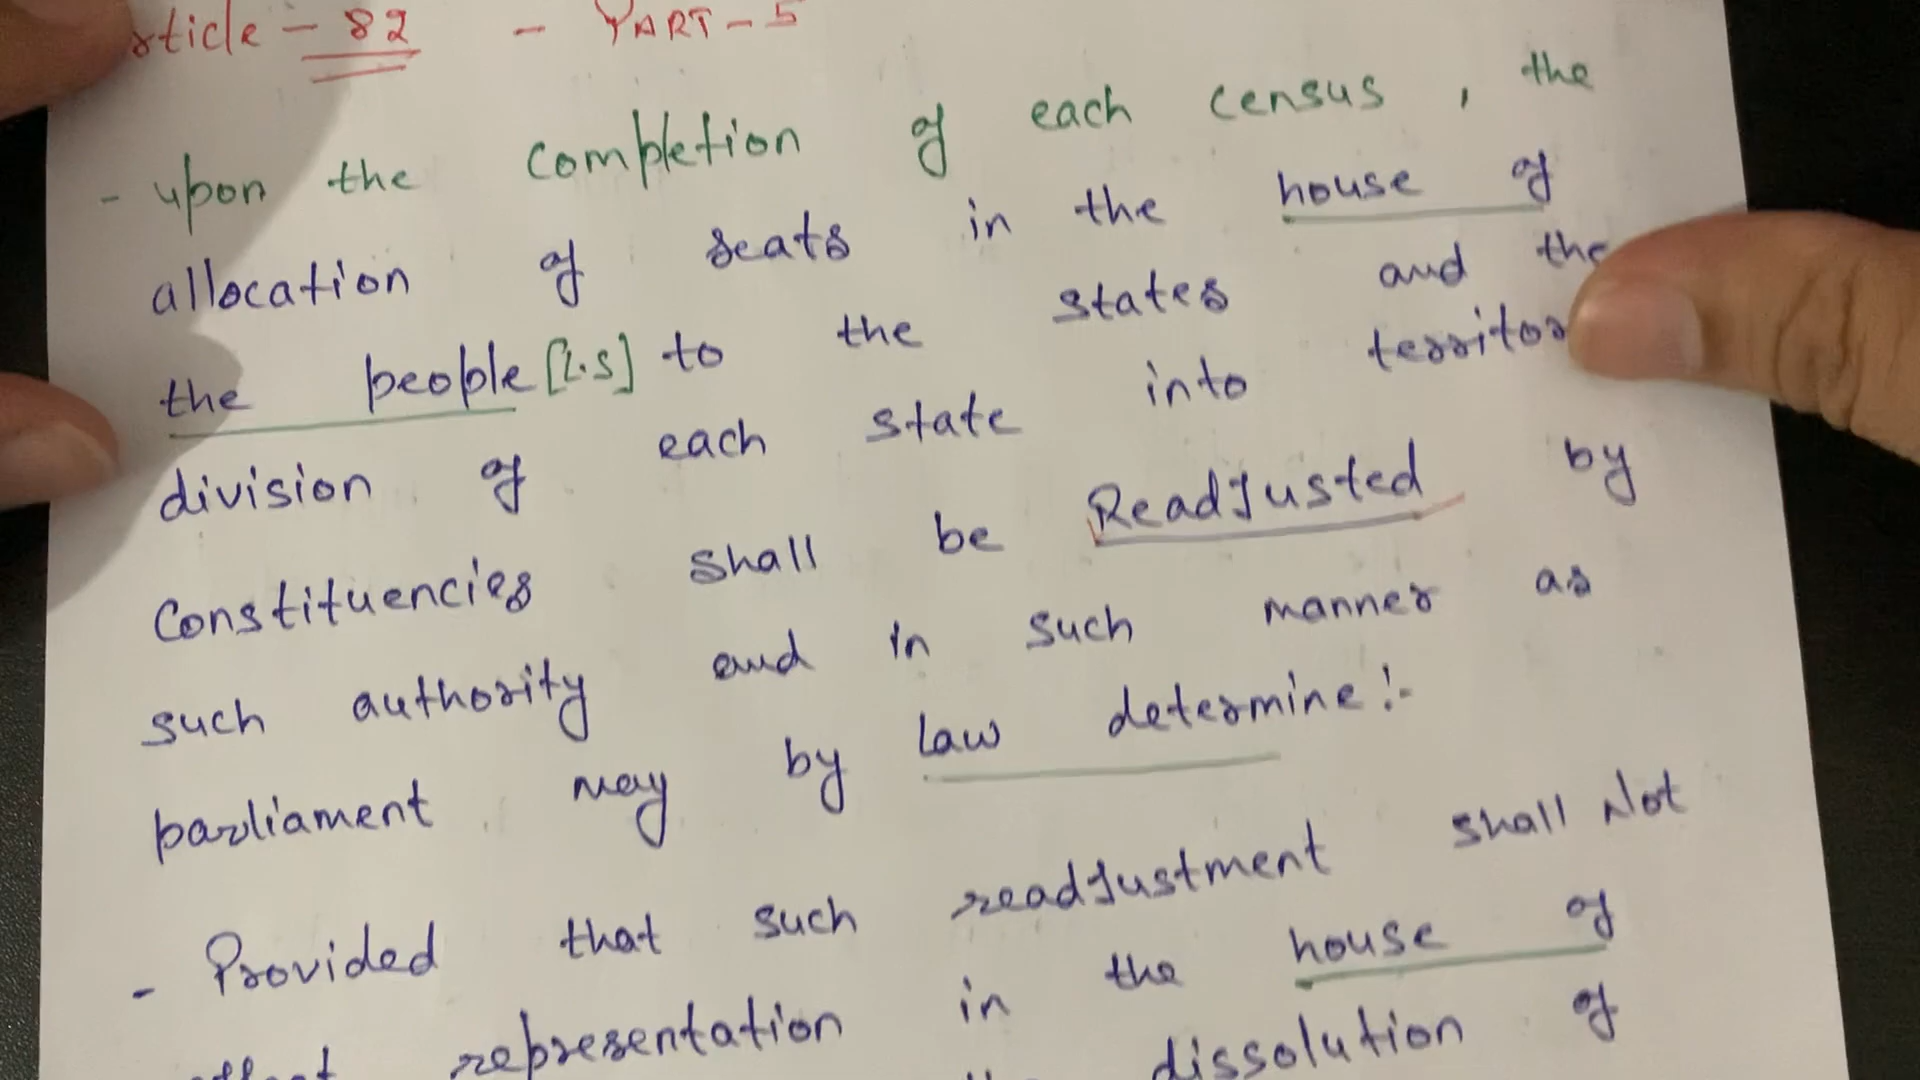 rticle - 82 - PART - 5
- upon the completion of each census, the
allocation of seats in the house of
the people [L.S] to the states and the
division of each state into territor
Constituencies shall be ReadJusted by
such authority and in such manner as
parliament may by law determine:-
- Provided that such readJustment shall Not
representation in the house of
dissolution of